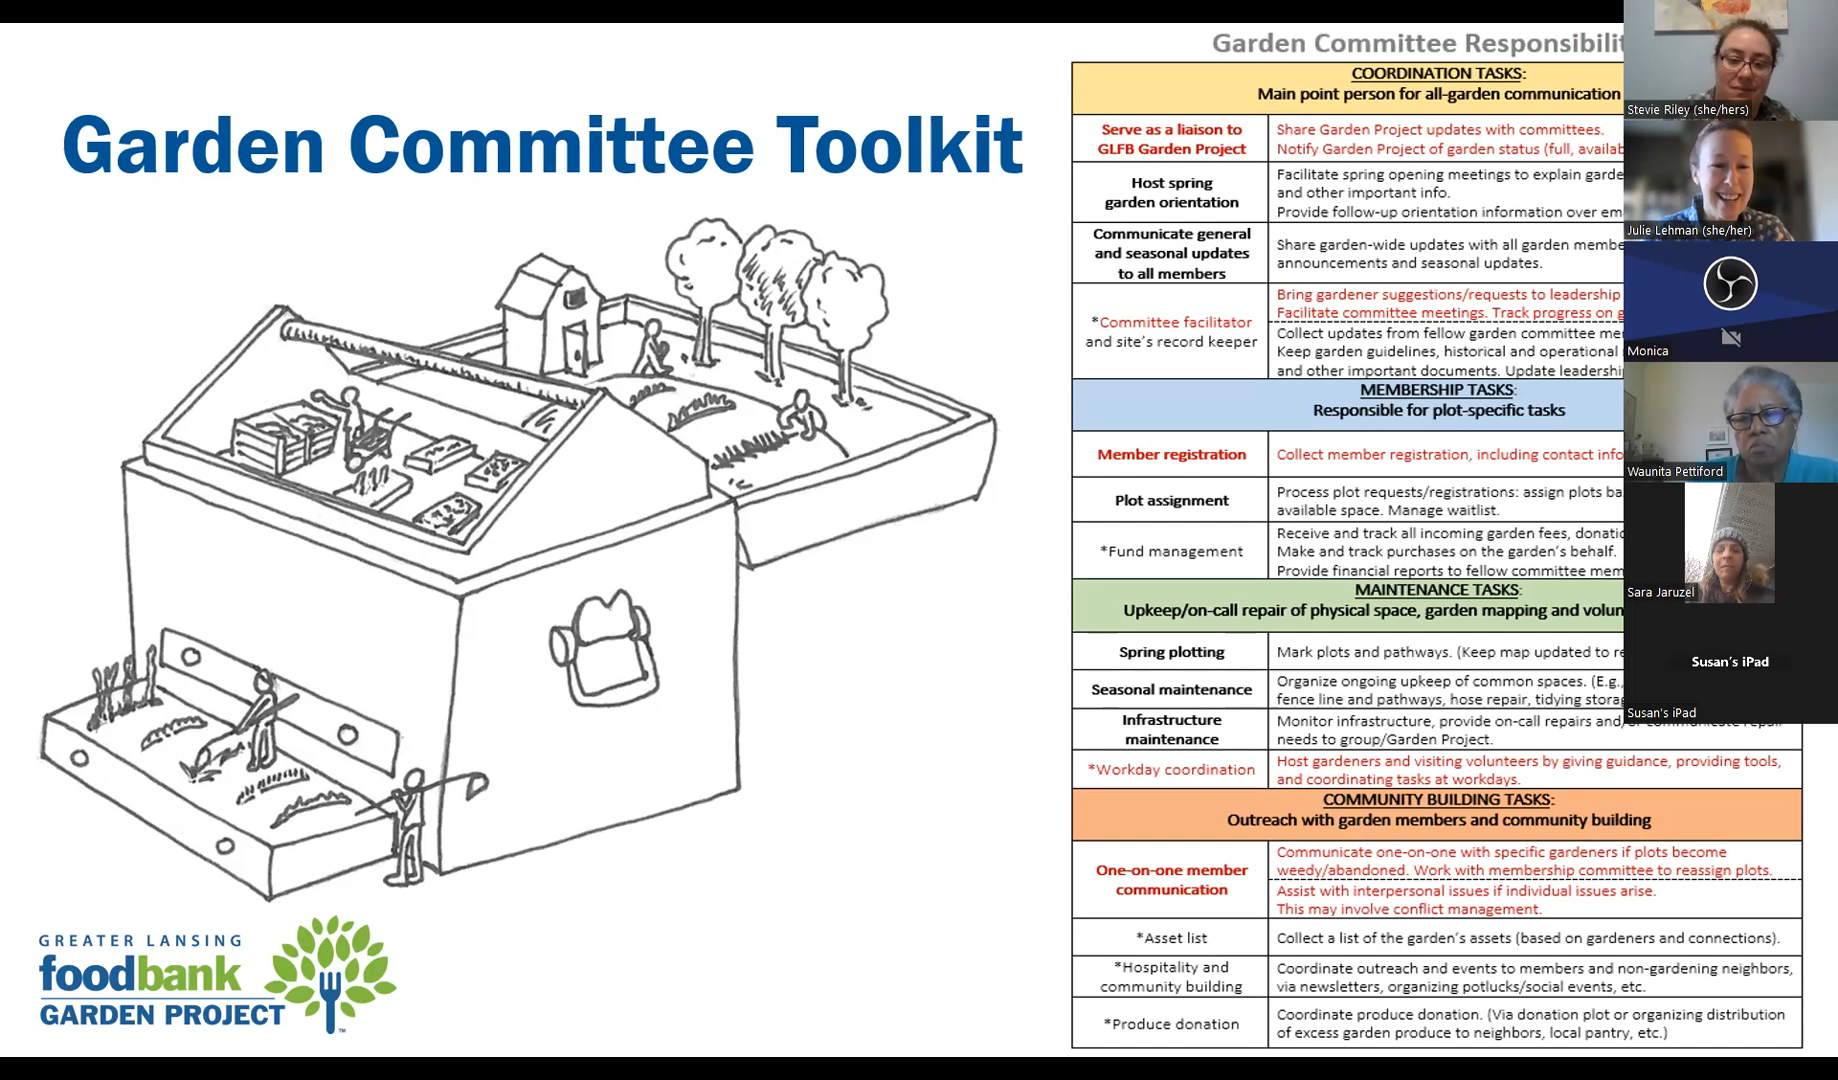 Garden Committee Toolkit
GREATER LANSING
foodbank
GARDEN PROJECT
TM
Garden Committee Responsibilit
COORDINATION TASKS:
Main point person for all-garden communication
Serve as a liaison to
GLFB Garden Project
Share Garden Project updates with committees.
Notify Garden Project of garden status (full, availab
Host spring
garden orientation
Facilitate spring opening meetings to explain garde
and other important info.
Provide follow-up orientation information over em
Communicate general
and seasonal updates
to all members
Share garden-wide updates with all garden membe
announcements and seasonal updates.
*Committee facilitator
and site's record keeper
Bring gardener suggestions/requests to leadership
Facilitate committee meetings. Track progress on g
Collect updates from fellow garden committee me
Keep garden guidelines, historical and operational
and other important documents. Update leadershi
MEMBERSHIP TASKS:
Responsible for plot-specific tasks
Member registration
Collect member registration, including contact info
Plot assignment
Process plot requests/registrations: assign plots ba
available space. Manage waitlist.
*Fund management
Receive and track all incoming garden fees, donatio
Make and track purchases on the garden's behalf.
Provide financial reports to fellow committee mem
MAINTENANCE TASKS:
Upkeep/on-call repair of physical space, garden mapping and volun
Spring plotting
Mark plots and pathways. (Keep map updated to re
Seasonal maintenance
Organize ongoing upkeep of common spaces. (E.g.,
fence line and pathways, hose repair, tidying storag
Infrastructure
maintenance
Monitor infrastructure, provide on-call repairs and/or communicate repair
needs to group/Garden Project.
*Workday coordination
Host gardeners and visiting volunteers by giving guidance, providing tools,
and coordinating tasks at workdays.
COMMUNITY BUILDING TASKS:
Outreach with garden members and community building
One-on-one member
communication
Communicate one-on-one with specific gardeners if plots become
weedy/abandoned. Work with membership committee to reassign plots.
Assist with interpersonal issues if individual issues arise.
This may involve conflict management.
*Asset list
Collect a list of the garden's assets (based on gardeners and connections).
*Hospitality and
community building
Coordinate outreach and events to members and non-gardening neighbors,
via newsletters, organizing potlucks/social events, etc.
*Produce donation
Coordinate produce donation. (Via donation plot or organizing distribution
of excess garden produce to neighbors, local pantry, etc.)
Stevie Riley (she/hers)
Julie Lehman (she/her)
Monica
Waunita Pettiford
Sara Jaruzel
Susan's iPad
Susan's iPad